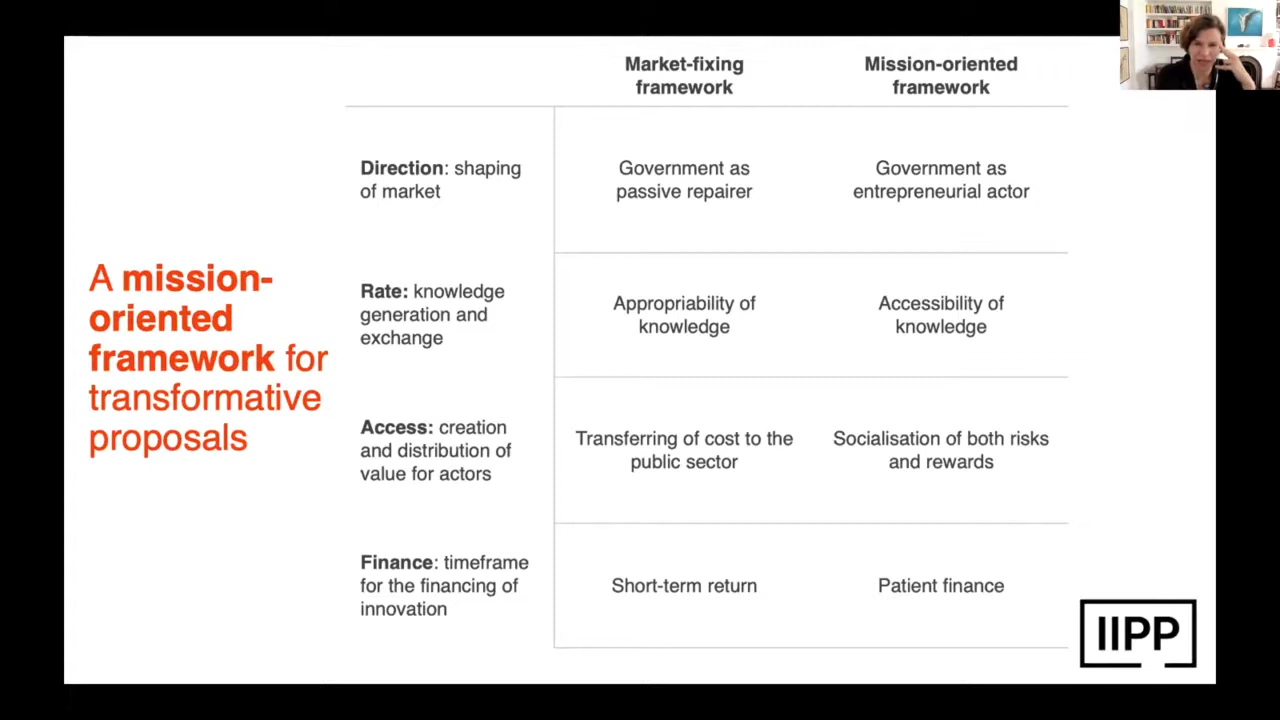 Market-fixing
framework
Mission-oriented
framework
A mission-
oriented
framework for
transformative
proposals
Direction: shaping
of market
Government as
passive repairer
Government as
entrepreneurial actor
Rate: knowledge
generation and
exchange
Appropriability of
knowledge
Accessibility of
knowledge
Access: creation
and distribution of
value for actors
Transferring of cost to the
public sector
Socialisation of both risks
and rewards
Finance: timeframe
for the financing of
innovation
Short-term return
Patient finance
IIPP